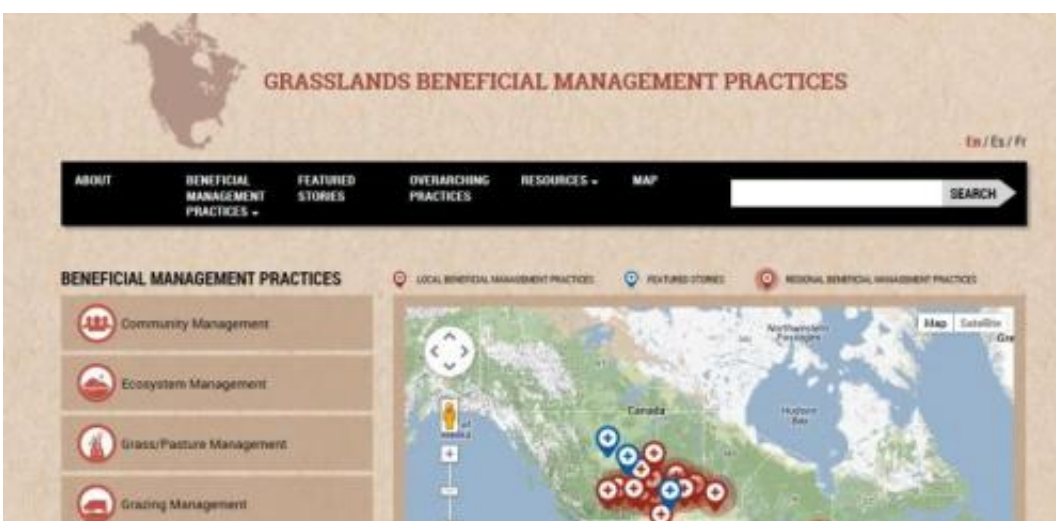 GRASSLANDS BENEFICIAL MANAGEMENT PRACTICES
En / Es / Fr
ABOUT
BENEFICIAL
MANAGEMENT
PRACTICES
FEATURED
STORIES
OVERARCHING
PRACTICES
RESOURCES
MAP
SEARCH
BENEFICIAL MANAGEMENT PRACTICES
LOCAL BENEFICIAL MANAGEMENT PRACTICES
FEATURED STORIES
REGIONAL BENEFICIAL MANAGEMENT PRACTICES
Community Management
Ecosystem Management
Grass/Pasture Management
Grazing Management
Map
Satellite
Northwestern
Passages
Canada
Hudson
Bay